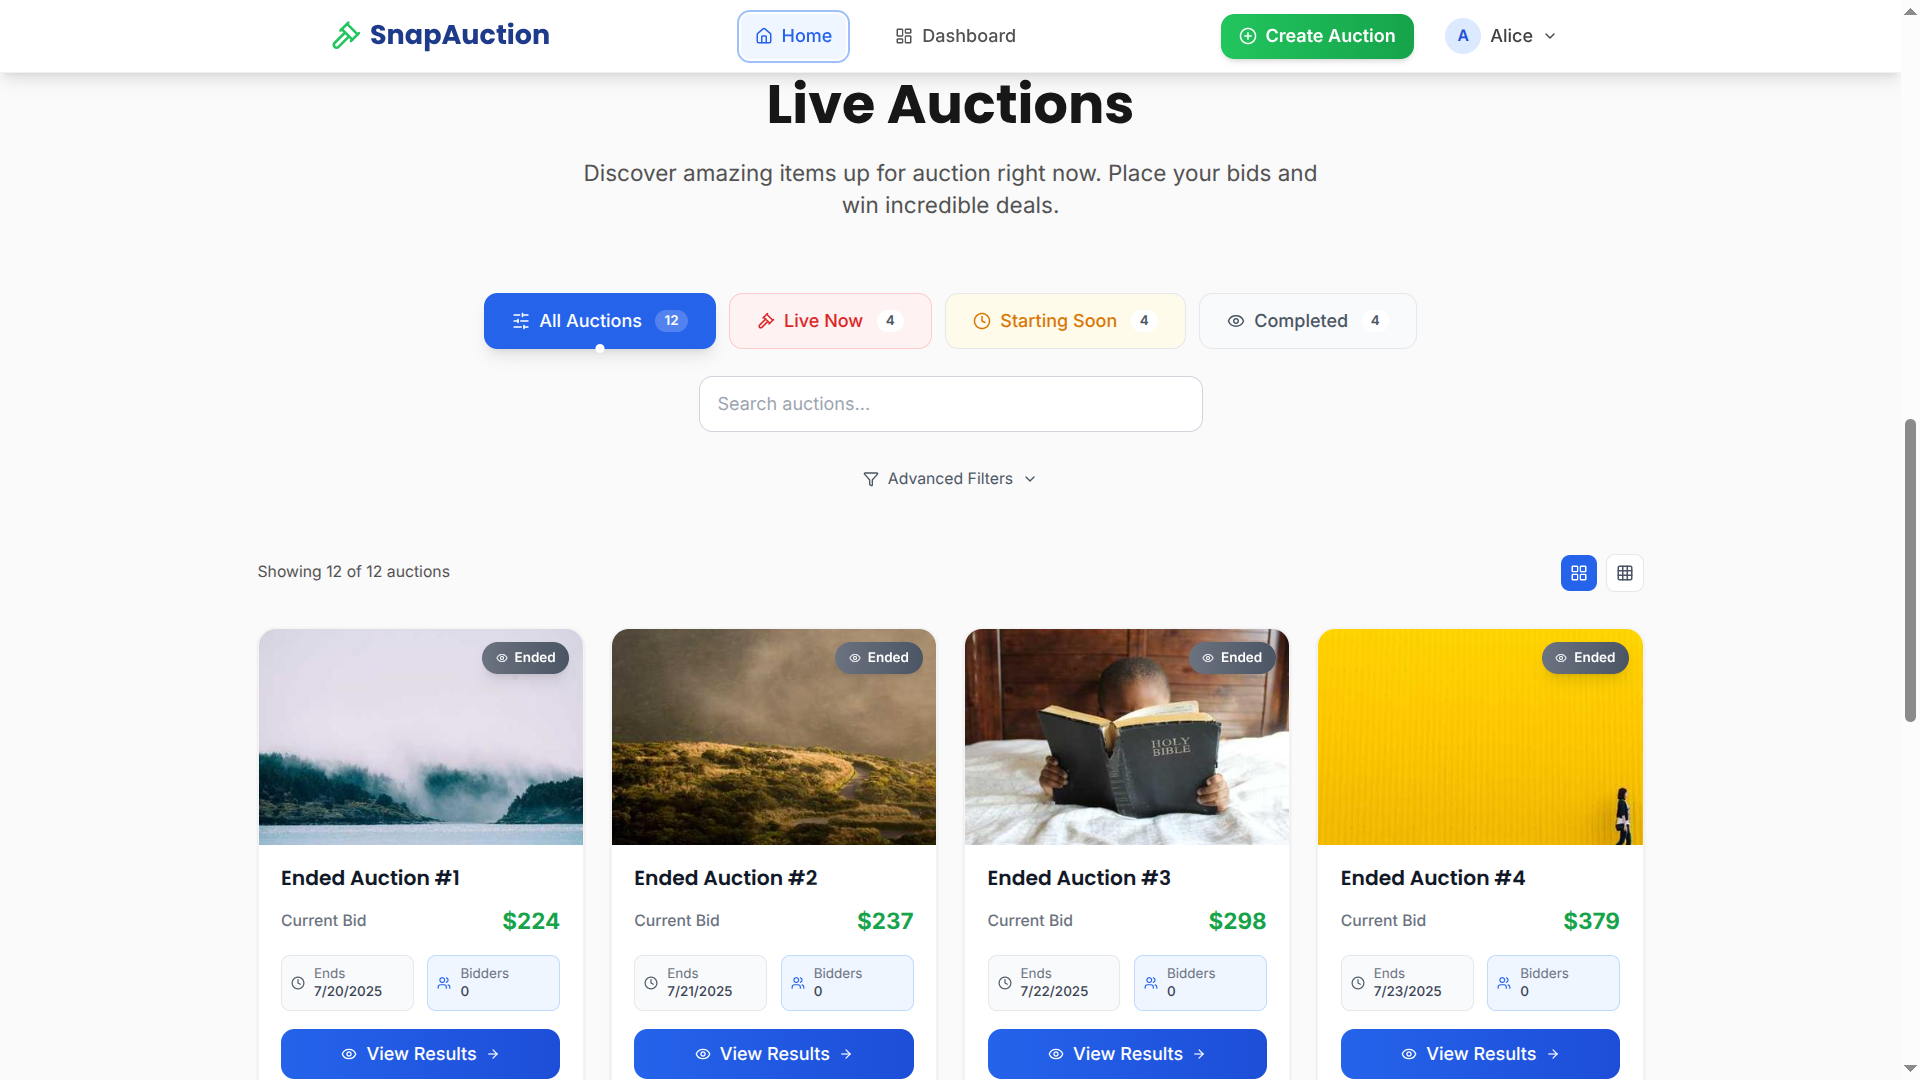 SnapAuction
Home
Dashboard
Create Auction
A
Alice
Live Auctions
Discover amazing items up for auction right now. Place your bids and
win incredible deals.
All Auctions 12
Live Now 4
Starting Soon 4
Completed 4
Search auctions...
Advanced Filters
Showing 12 of 12 auctions
Ended
Ended
Ended
Ended
HOLY
BIBLE
Ended Auction #1
Current Bid $224
Ends
7/20/2025
Bidders
0
View Results
Ended Auction #2
Current Bid $237
Ends
7/21/2025
Bidders
0
View Results
Ended Auction #3
Current Bid $298
Ends
7/22/2025
Bidders
0
View Results
Ended Auction #4
Current Bid $379
Ends
7/23/2025
Bidders
0
View Results